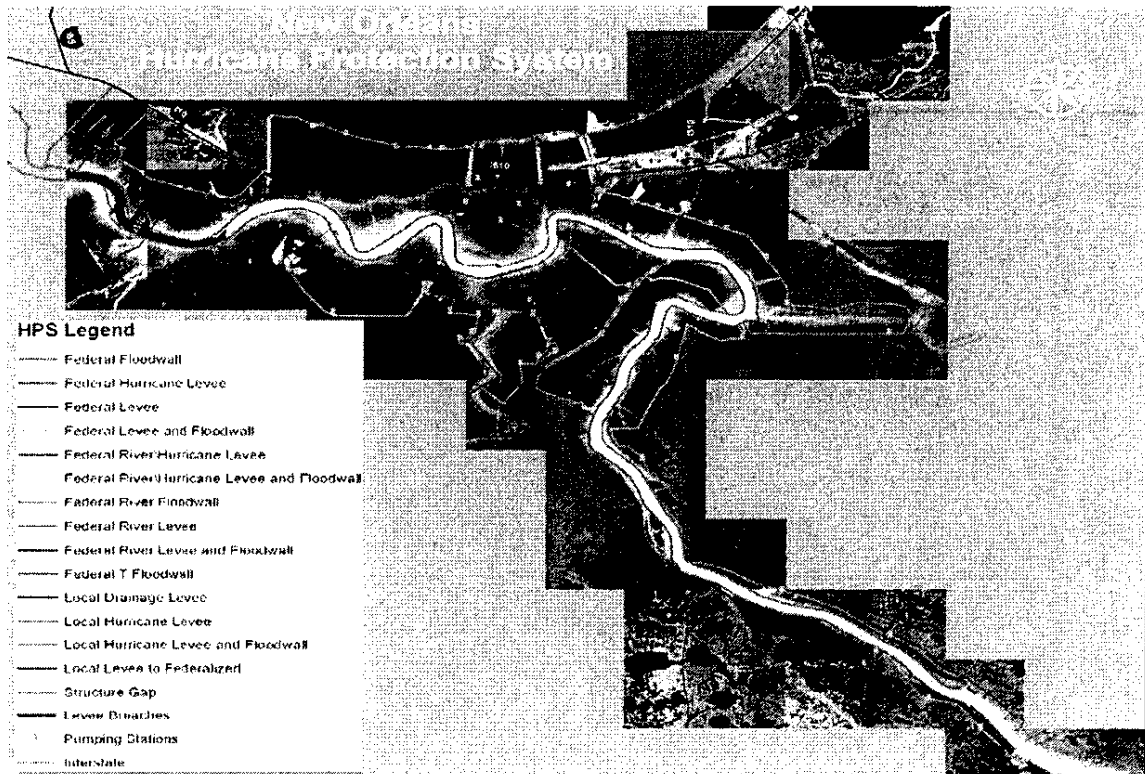 New Orleans
Hurricane Protection System
I610
I510
HPS Legend
Federal Floodwall
Federal Hurricane Levee
Federal Levee
Federal Levee and Floodwall
Federal River/Hurricane Levee
Federal River/Hurricane Levee and Floodwall
Federal River Floodwall
Federal River Levee
Federal River Levee and Floodwall
Federal T Floodwall
Local Drainage Levee
Local Hurricane Levee
Local Hurricane Levee and Floodwall
Local Levee to Federalized
Structure Gap
Levee Breaches
Pumping Stations
Interstate